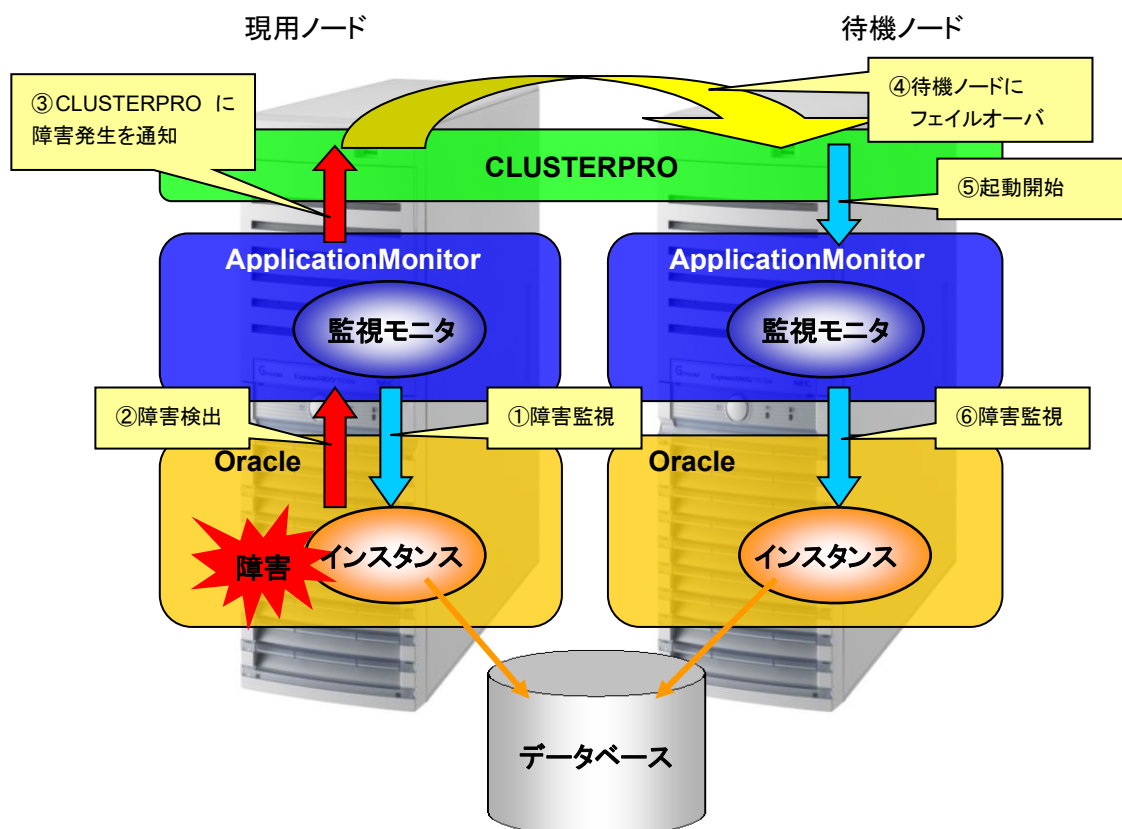 現用ノード
待機ノード
③CLUSTERPRO に
障害発生を通知
④待機ノードに
フェイルオーバ
CLUSTERPRO
⑤起動開始
ApplicationMonitor
ApplicationMonitor
監視モニタ
監視モニタ
②障害検出
①障害監視
⑥障害監視
Oracle
Oracle
障害
インスタンス
インスタンス
データベース